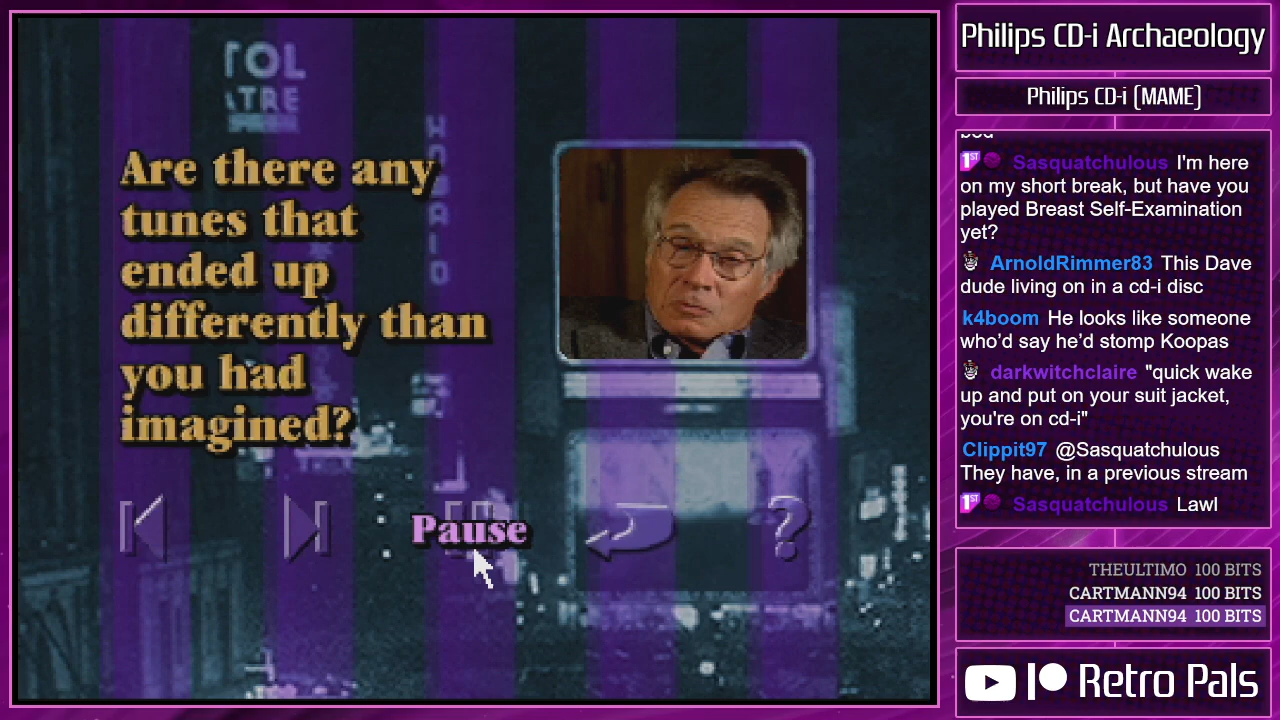 TOL
ATRE
Are there any
tunes that
ended up
differently than
you had
imagined?
Pause
?
Philips CD-i Archaeology
Philips CD-i [MAME]
1ST Sasquatchulous I'm here
on my short break, but have you
played Breast Self-Examination
yet?
ArnoldRimmer83 This Dave
dude living on in a cd-i disc
k4boom He looks like someone
who'd say he'd stomp Koopas
darkwitchclaire "quick wake
up and put on your suit jacket,
you're on cd-i"
Clippit97 @Sasquatchulous
They have, in a previous stream
1ST Sasquatchulous Lawl
THEULTIMO 100 BITS
CARTMANN94 100 BITS
CARTMANN94 100 BITS
Retro Pals